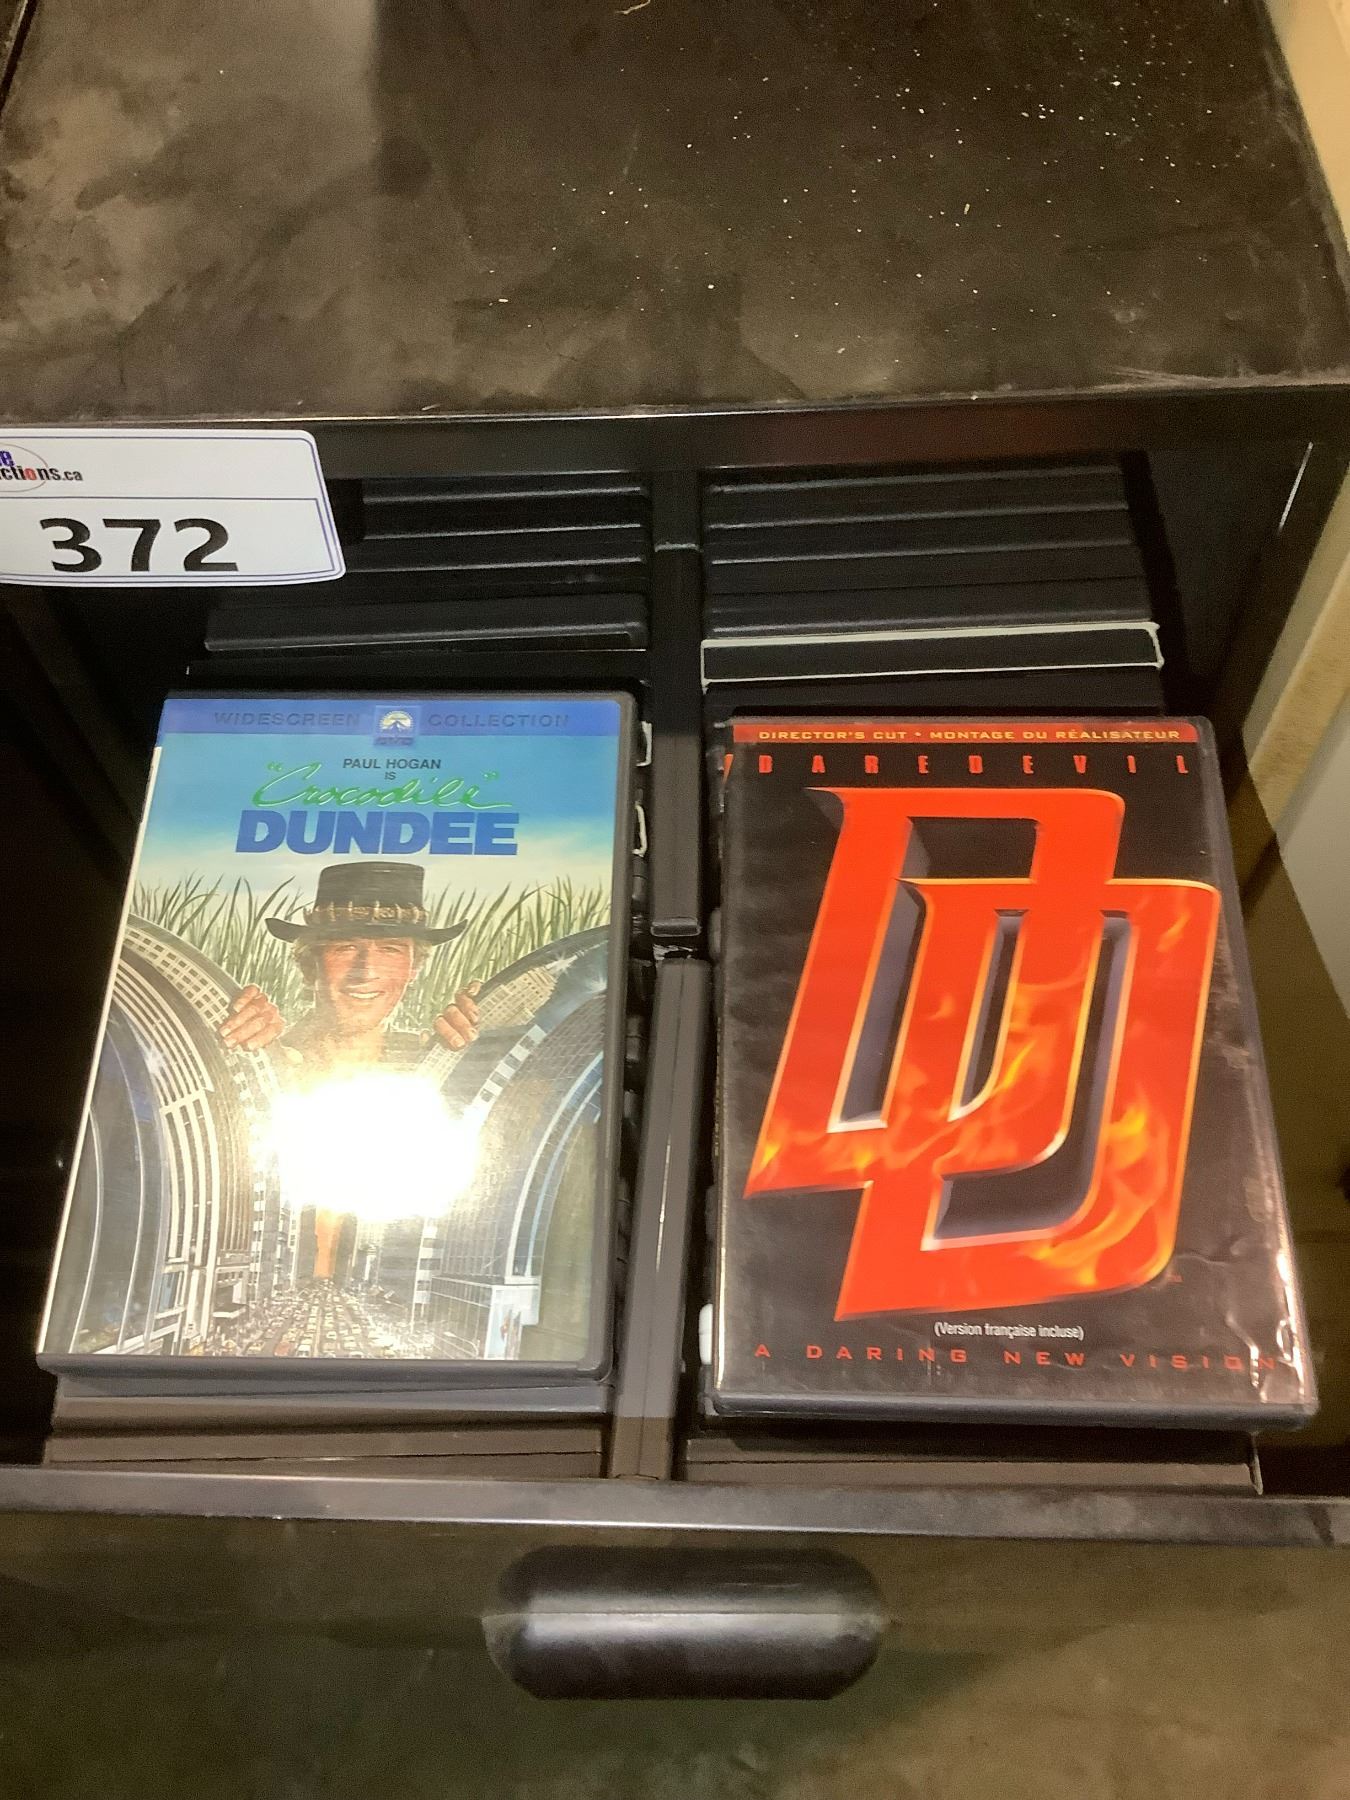 ctions.ca
372
WIDESCREEN COLLECTION
DVD
PAUL HOGAN
IS
"Crocodile"
DUNDEE
DIRECTOR'S CUT • MONTAGE DU RÉALISATEUR
DAREDEVIL
DD
(Version française incluse)
A DARING NEW VISION